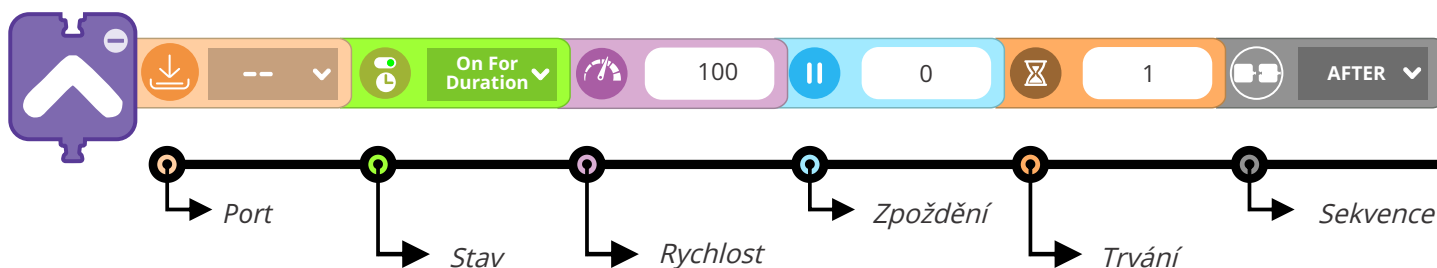 --
On For
Duration
100
0
1
AFTER
Port
Stav
Rychlost
Zpoždění
Trvání
Sekvence